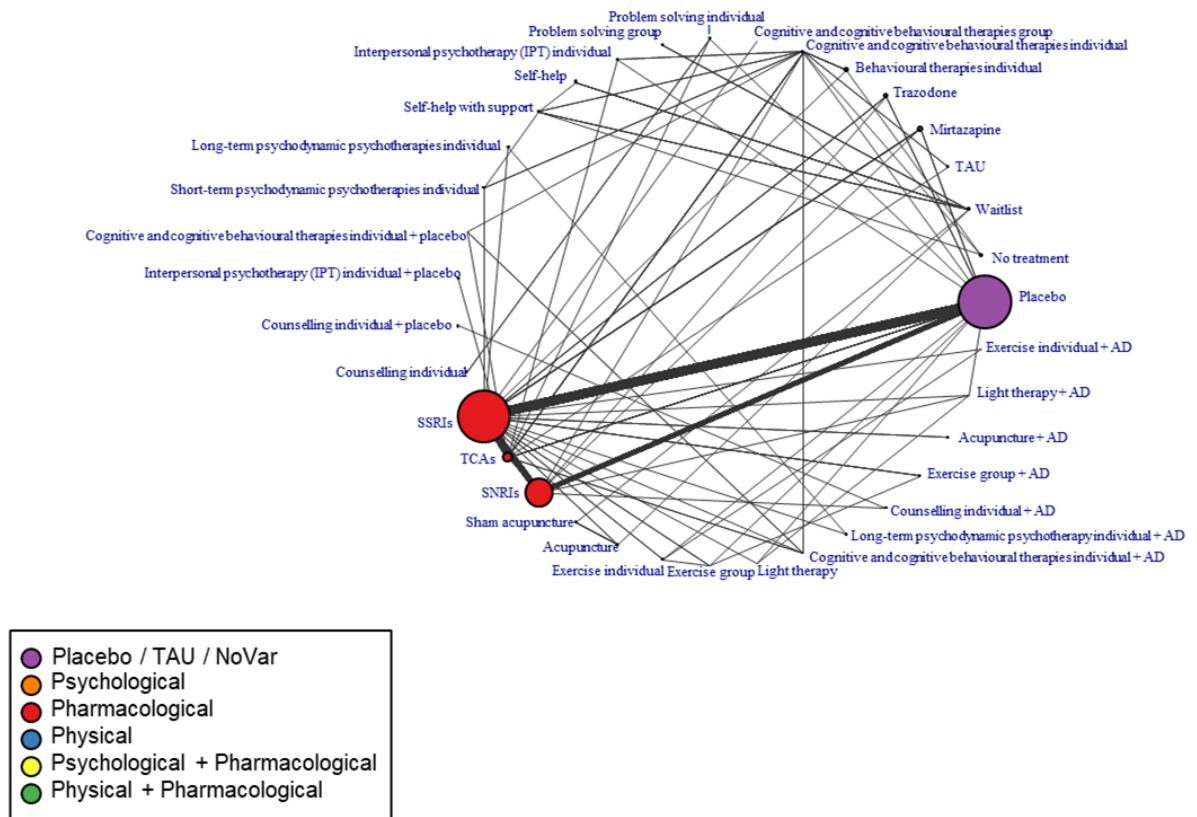 Problem solving individual
Problem solving group
Cognitive and cognitive behavioural therapies group
Interpersonal psychotherapy (IPT) individual
Cognitive and cognitive behavioural therapies individual
Self-help
Behavioural therapies individual
Trazodone
Self-help with support
Mirtazapine
Long-term psychodynamic psychotherapies individual
TAU
Short-term psychodynamic psychotherapies individual
Waitlist
Cognitive and cognitive behavioural therapies individual + placebo
No treatment
Interpersonal psychotherapy (IPT) individual + placebo
Placebo
Counselling individual + placebo
Exercise individual + AD
Counselling individual
Light therapy + AD
SSRIs
Acupuncture + AD
TCAs
Exercise group + AD
SNRIs
Counselling individual + AD
Sham acupuncture
Long-term psychodynamic psychotherapy individual + AD
Acupuncture
Cognitive and cognitive behavioural therapies individual + AD
Exercise individual
Exercise group
Light therapy
Placebo / TAU / NoVar
Psychological
Pharmacological
Physical
Psychological + Pharmacological
Physical + Pharmacological